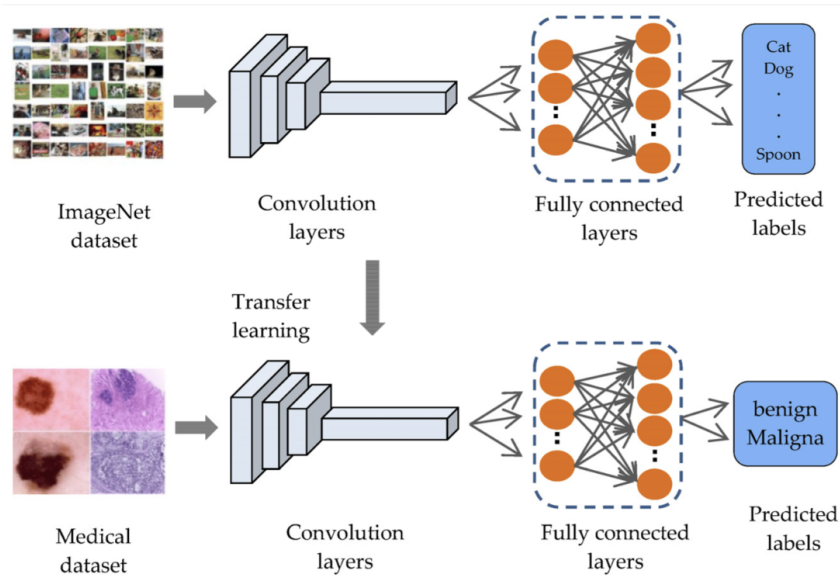 Cat
Dog
.
.
.
Spoon
ImageNet
dataset
Convolution
layers
Fully connected
layers
Predicted
labels
Transfer
learning
benign
Maligna
Medical
dataset
Convolution
layers
Fully connected
layers
Predicted
labels